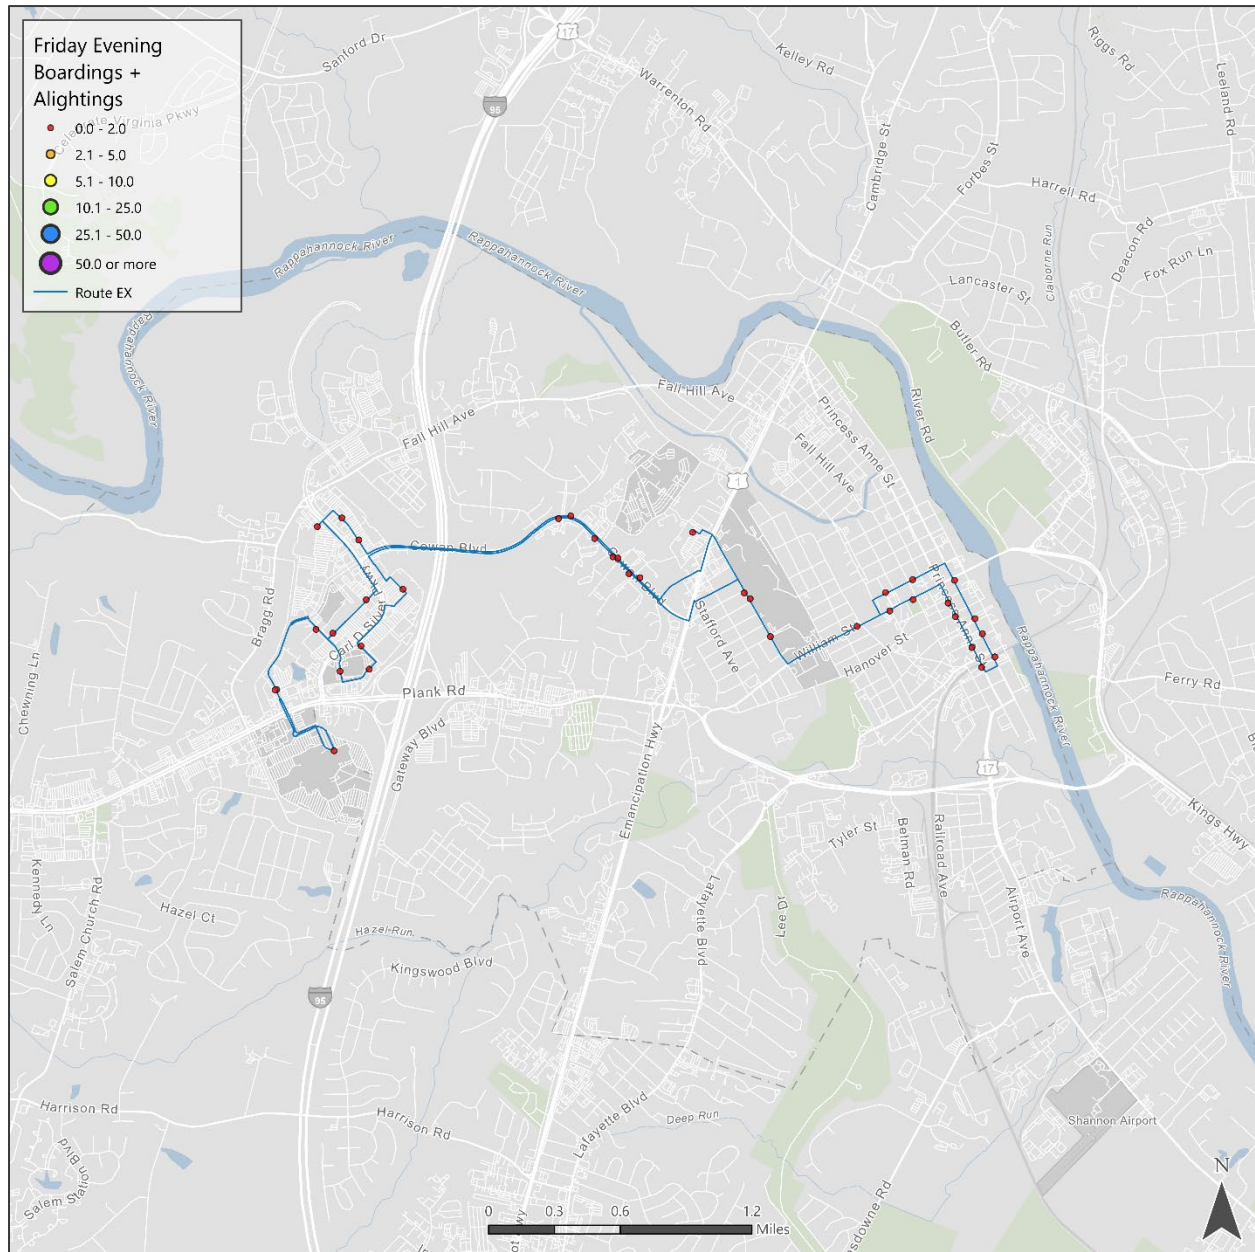 Friday Evening
Boardings +
Alightings
0.0 - 2.0
2.1 - 5.0
5.1 - 10.0
10.1 - 25.0
25.1 - 50.0
50.0 or more
Route EX
Celebrate Virginia Pkwy
Sanford Dr
17
95
Warrenton Rd
Kelley Rd
Riggs Rd
Leeland Rd
Cambridge St
Forbes St
Harrell Rd
Deacon Rd
Fox Run Ln
Claiborne Run
Lancaster St
Butler Rd
Rappahannock River
Rappahannock River
Rappahannock River
River Rd
Fall Hill Ave
Fall Hill Ave
Princess Anne St
Fall Hill Ave
1
Cowan Blvd
Cowan Blvd
Bragg Rd
Carl D Silver Pkwy
Stafford Ave
William St
Hanover St
Princess Anne St
Rappahannock River
Chewning Ln
Plank Rd
Gateway Blvd
Emancipation Hwy
Ferry Rd
17
Kings Hwy
Tyler St
Belman Rd
Railroad Ave
Airport Ave
Kennedy Ln
Salem Church Rd
Hazel Ct
Hazel Run
Kingswood Blvd
Lafayette Blvd
Lee Dr
Rappahannock River
95
Harrison Rd
Harrison Rd
Lafayette Blvd
Deep Run
Shannon Airport
Salem Station Blvd
N
0 0.3 0.6 1.2
Miles